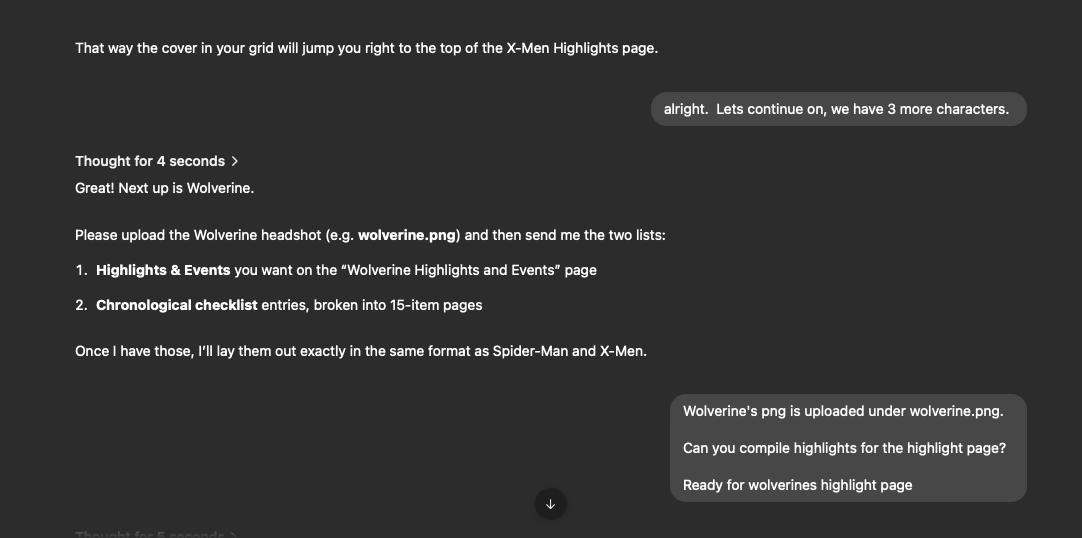 That way the cover in your grid will jump you right to the top of the X-Men Highlights page.
alright.  Lets continue on, we have 3 more characters.
Thought for 4 seconds >
Great! Next up is Wolverine.
Please upload the Wolverine headshot (e.g. wolverine.png) and then send me the two lists:
1. Highlights & Events you want on the “Wolverine Highlights and Events” page
2. Chronological checklist entries, broken into 15-item pages
Once I have those, I’ll lay them out exactly in the same format as Spider-Man and X-Men.
Wolverine's png is uploaded under wolverine.png.
Can you compile highlights for the highlight page?
Ready for wolverines highlight page
Thought for 5 seconds >